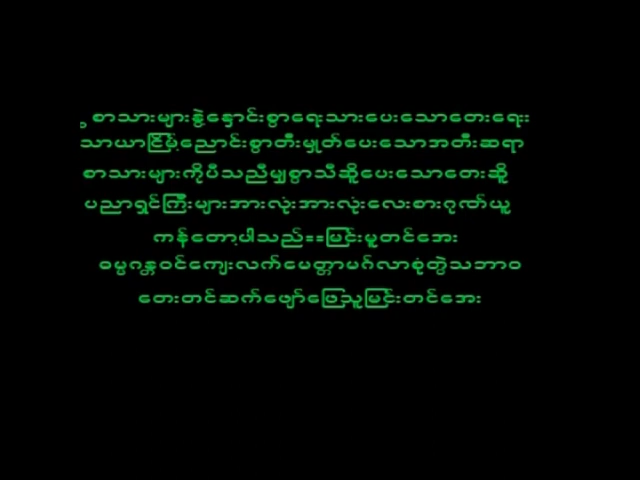 စာသားများနွဲ့နှောင်းစွာရေးသားပေးသောတေးရေး
သာယာငြိမ့်ညောင်းစွာတီးမှုတ်ပေးသောအတီးဆရာ
စာသားများကိုပီသညီမျှစွာသီဆိုပေးသောတေးဆို
ပညာရှင်ကြီးများအားလုံးအားလုံးလေးစားဂုဏ်ယူ
ကန်တော့ပါသည်==မြင်းမူတင်အေး
ဓမ္မဂန္တဝင်ကျေးလက်မေတ္တာမဂ်လာစုံတွဲသဘာဝ
တေးတင်ဆက်ဖျော်ဖြေသူမြင်းတင်အေး